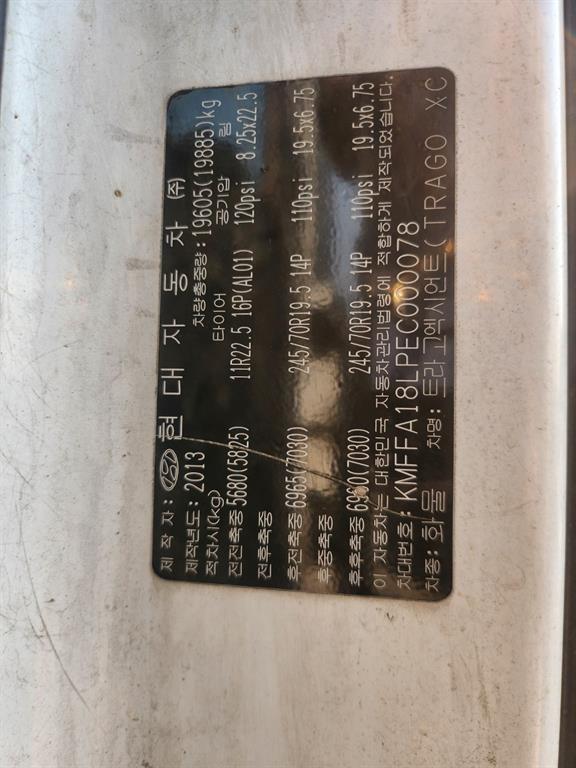 제 작 자 : 현 대 자 동 차 (주)
제작년도: 2013 차량총중량: 19605(19885)kg
적차시(kg) 타이어 공기압 림
전전축중 5680(5825) 11R22.5 16P(AL01) 120psi 8.25x22.5
전후축중
후전축중 6965(7030) 245/70R19.5 14P 110psi 19.5x6.75
후중축중
후후축중 6960(7030) 245/70R19.5 14P 110psi 19.5x6.75
이 자동차는 대한민국 자동차관리법령에 적합하게 제작되었습니다.
차대번호: KMFFA18LPEC000078
차종: 화물 차명: 트라고엑시언트(TRAGO XC